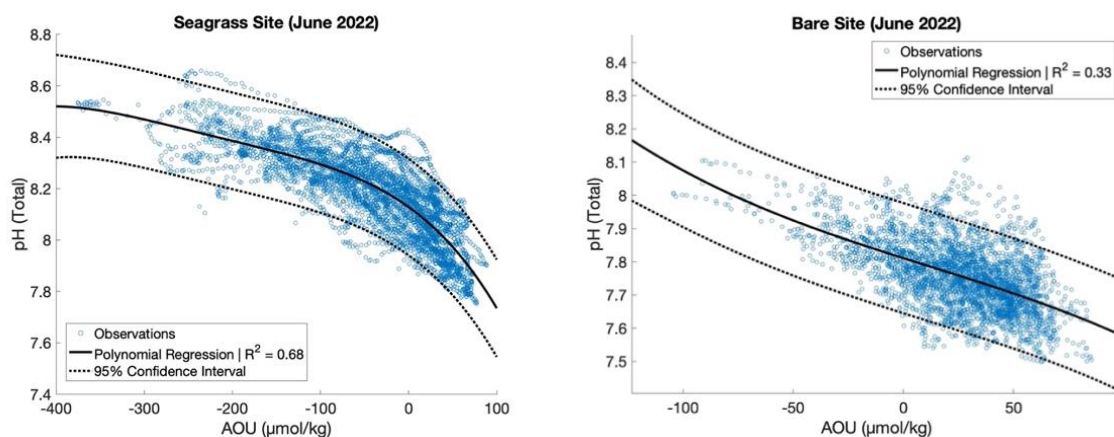 Seagrass Site (June 2022)
8.8
8.6
8.4
8.2
8
7.8
7.6
7.4
pH (Total)
Observations
Polynomial Regression | R² = 0.68
95% Confidence Interval
-400 -300 -200 -100 0 100
AOU (µmol/kg)
Bare Site (June 2022)
8.4
8.3
8.2
8.1
8
7.9
7.8
7.7
7.6
7.5
pH (Total)
Observations
Polynomial Regression | R² = 0.33
95% Confidence Interval
-100 -50 0 50
AOU (µmol/kg)